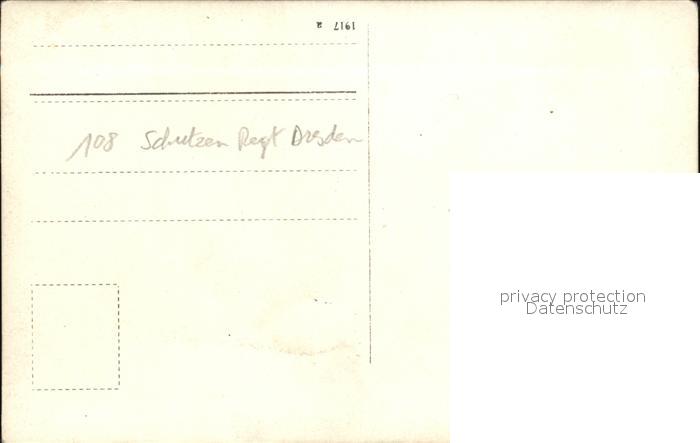 1917 a
108 Schutzen Regt Dresden
privacy protection
Datenschutz